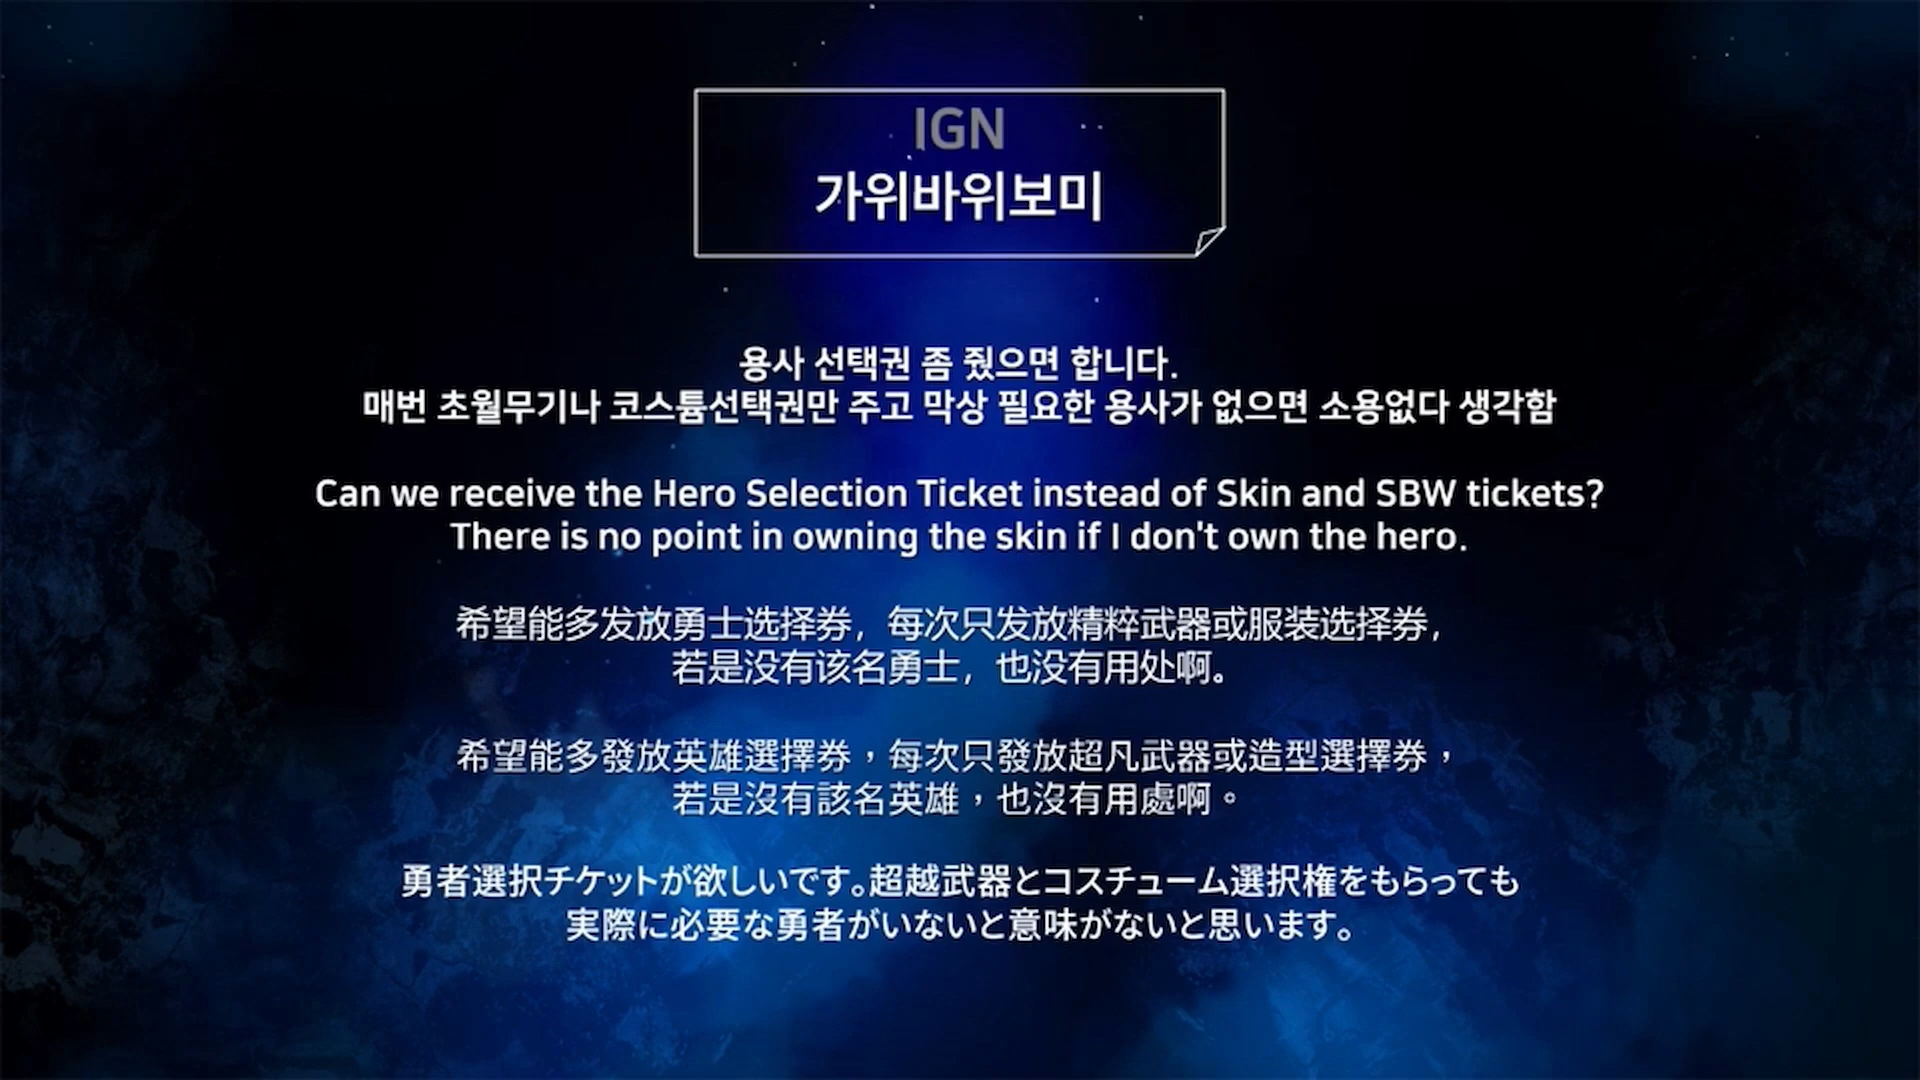 IGN
가위바위보미
용사 선택권 좀 줬으면 합니다.
매번 초월무기나 코스튬선택권만 주고 막상 필요한 용사가 없으면 소용없다 생각함
Can we receive the Hero Selection Ticket instead of Skin and SBW tickets?
There is no point in owning the skin if I don't own the hero.
希望能多发放勇士选择券，每次只发放精粹武器或服装选择券，
若是没有该名勇士，也没有用处啊。
希望能多發放英雄選擇券，每次只發放超凡武器或造型選擇券，
若是沒有該名英雄，也沒有用處啊。
勇者選択チケットが欲しいです。超越武器とコスチューム選択権をもらっても
実際に必要な勇者がいないと意味がないと思います。